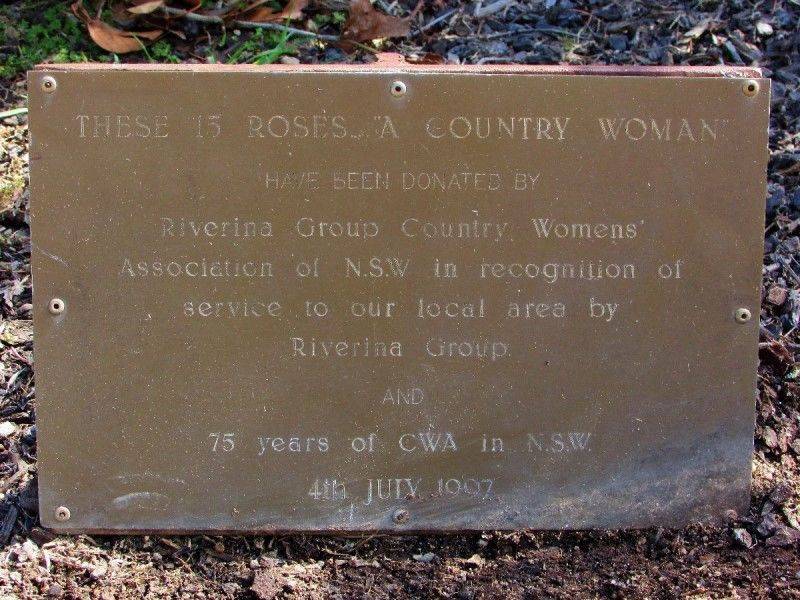 THESE 15 ROSES... "A COUNTRY WOMAN"
HAVE BEEN DONATED BY
Riverina Group Country Womens'
Association of N.S.W in recognition of
service to our local area by
Riverina Group.
AND
75 years of CWA in N.S.W.
4th JULY 1997